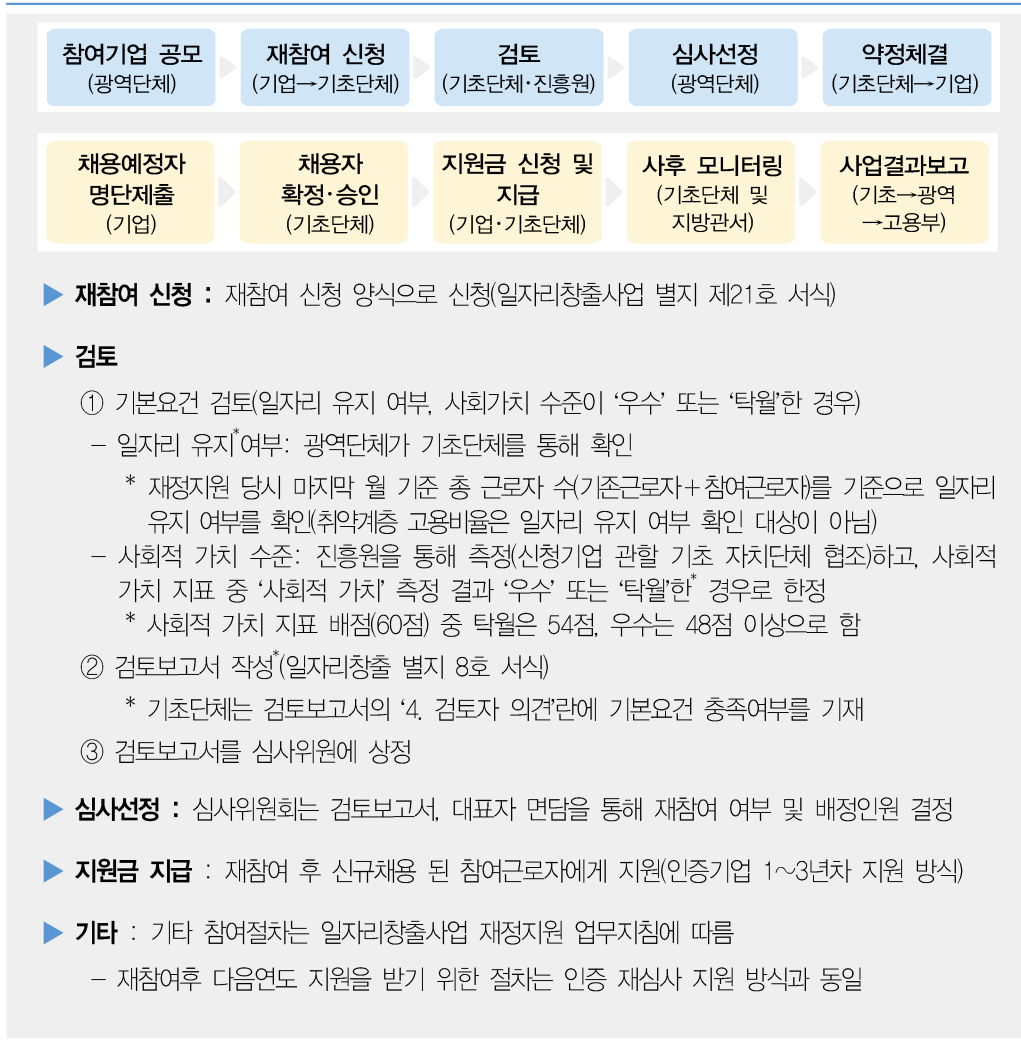 참여기업 공모 재참여 신청 검토 심사선정 약정체결
(광역단체) (기업→기초단체) (기초단체·진흥원) (광역단체) (기초단체→기업)
채용예정자 채용자 지원금 신청 및 사후 모니터링 사업결과보고
명단제출 확정·승인 지급 (기초단체 및 (기초→광역
(기업) (기초단체) (기업·기초단체) 지방관서) →고용부)
▶ 재참여 신청 : 재참여 신청 양식으로 신청(일자리창출사업 별지 제21호 서식)
▶ 검토
① 기본요건 검토(일자리 유지 여부, 사회가치 수준이 ‘우수’ 또는 ‘탁월’한 경우)
– 일자리 유지*여부: 광역단체가 기초단체를 통해 확인
* 재정지원 당시 마지막 월 기준 총 근로자 수(기존근로자+참여근로자)를 기준으로 일자리
유지 여부를 확인(취약계층 고용비율은 일자리 유지 여부 확인 대상이 아님)
– 사회적 가치 수준: 진흥원을 통해 측정(신청기업 관할 기초 자치단체 협조)하고, 사회적
가치 지표 중 ‘사회적 가치’ 측정 결과 ‘우수’ 또는 ‘탁월’한* 경우로 한정
* 사회적 가치 지표 배점(60점) 중 탁월은 54점, 우수는 48점 이상으로 함
② 검토보고서 작성*(일자리창출 별지 8호 서식)
* 기초단체는 검토보고서의 ‘4. 검토자 의견’란에 기본요건 충족여부를 기재
③ 검토보고서를 심사위원에 상정
▶ 심사선정 : 심사위원회는 검토보고서, 대표자 면담을 통해 재참여 여부 및 배정인원 결정
▶ 지원금 지급 : 재참여 후 신규채용 된 참여근로자에게 지원(인증기업 1~3년차 지원 방식)
▶ 기타 : 기타 참여절차는 일자리창출사업 재정지원 업무지침에 따름
– 재참여후 다음연도 지원을 받기 위한 절차는 인증 재심사 지원 방식과 동일